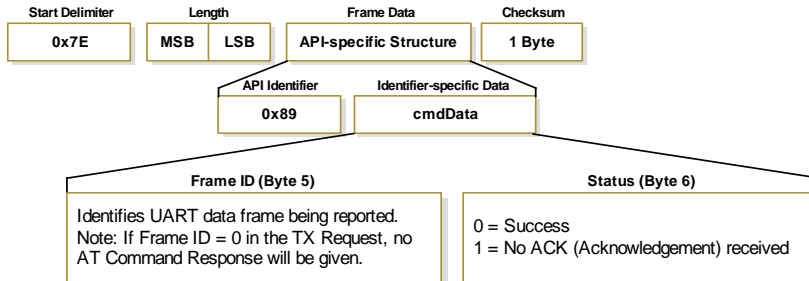 Start Delimiter
Length
Frame Data
Checksum
0x7E
MSB
LSB
API-specific Structure
1 Byte
API Identifier
Identifier-specific Data
0x89
cmdData
Frame ID (Byte 5)
Status (Byte 6)
Identifies UART data frame being reported.
Note: If Frame ID = 0 in the TX Request, no
AT Command Response will be given.
0 = Success
1 = No ACK (Acknowledgement) received